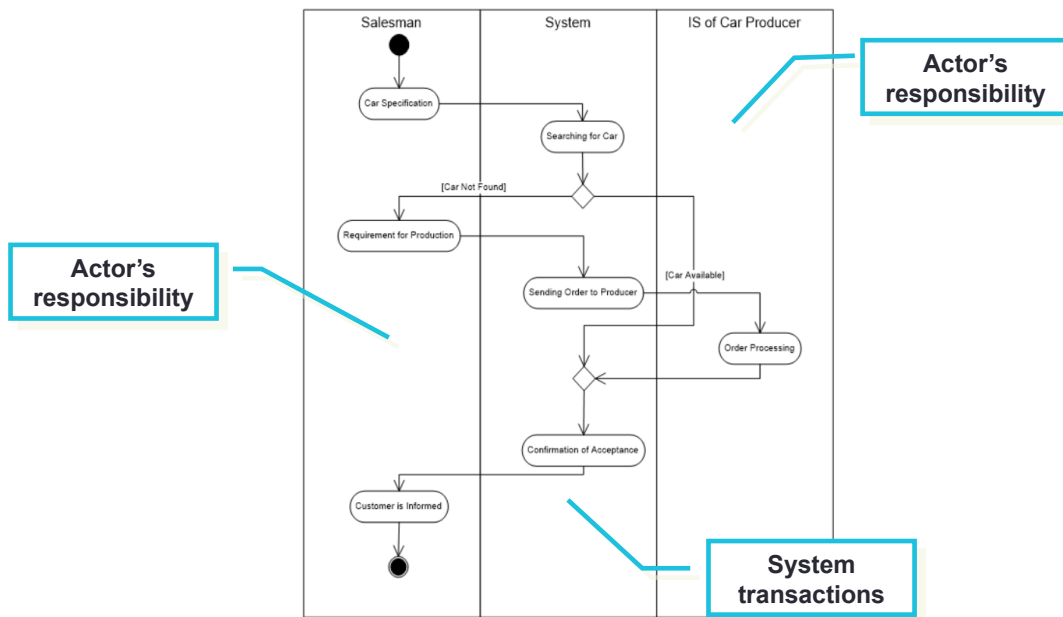 Salesman
System
IS of Car Producer
Actor's
responsibility
Car Specification
Searching for Car
[Car Not Found]
Requirement for Production
Actor's
responsibility
[Car Available]
Sending Order to Producer
Order Processing
Confirmation of Acceptance
Customer is Informed
System
transactions